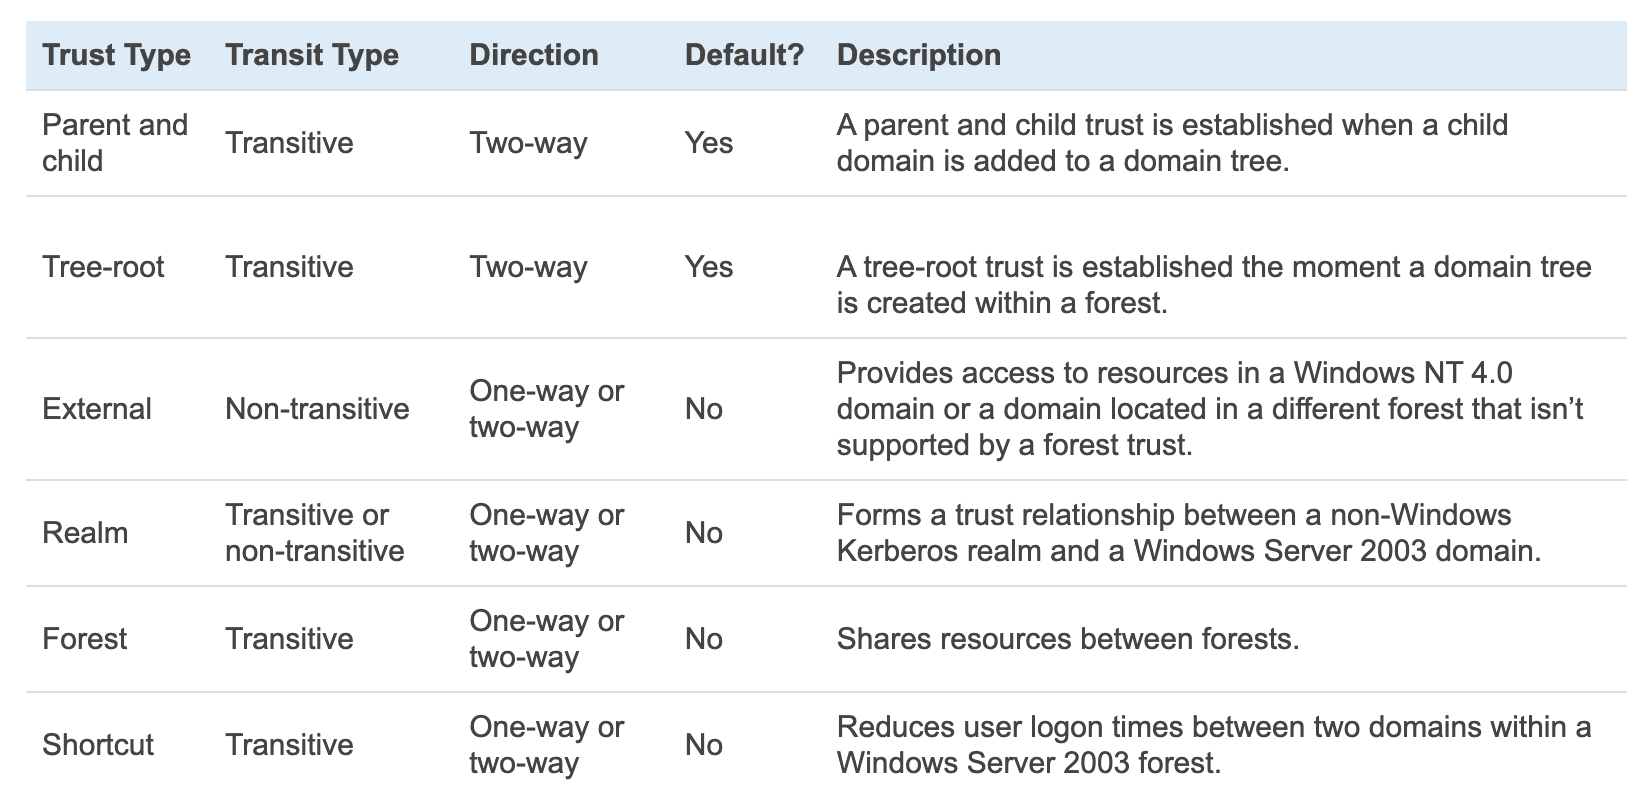 Trust Type Transit Type Direction Default? Description
Parent and
child
Transitive
Two-way
Yes
A parent and child trust is established when a child
domain is added to a domain tree.
Tree-root
Transitive
Two-way
Yes
A tree-root trust is established the moment a domain tree
is created within a forest.
External
Non-transitive
One-way or
two-way
No
Provides access to resources in a Windows NT 4.0
domain or a domain located in a different forest that isn’t
supported by a forest trust.
Realm
Transitive or
non-transitive
One-way or
two-way
No
Forms a trust relationship between a non-Windows
Kerberos realm and a Windows Server 2003 domain.
Forest
Transitive
One-way or
two-way
No
Shares resources between forests.
Shortcut
Transitive
One-way or
two-way
No
Reduces user logon times between two domains within a
Windows Server 2003 forest.